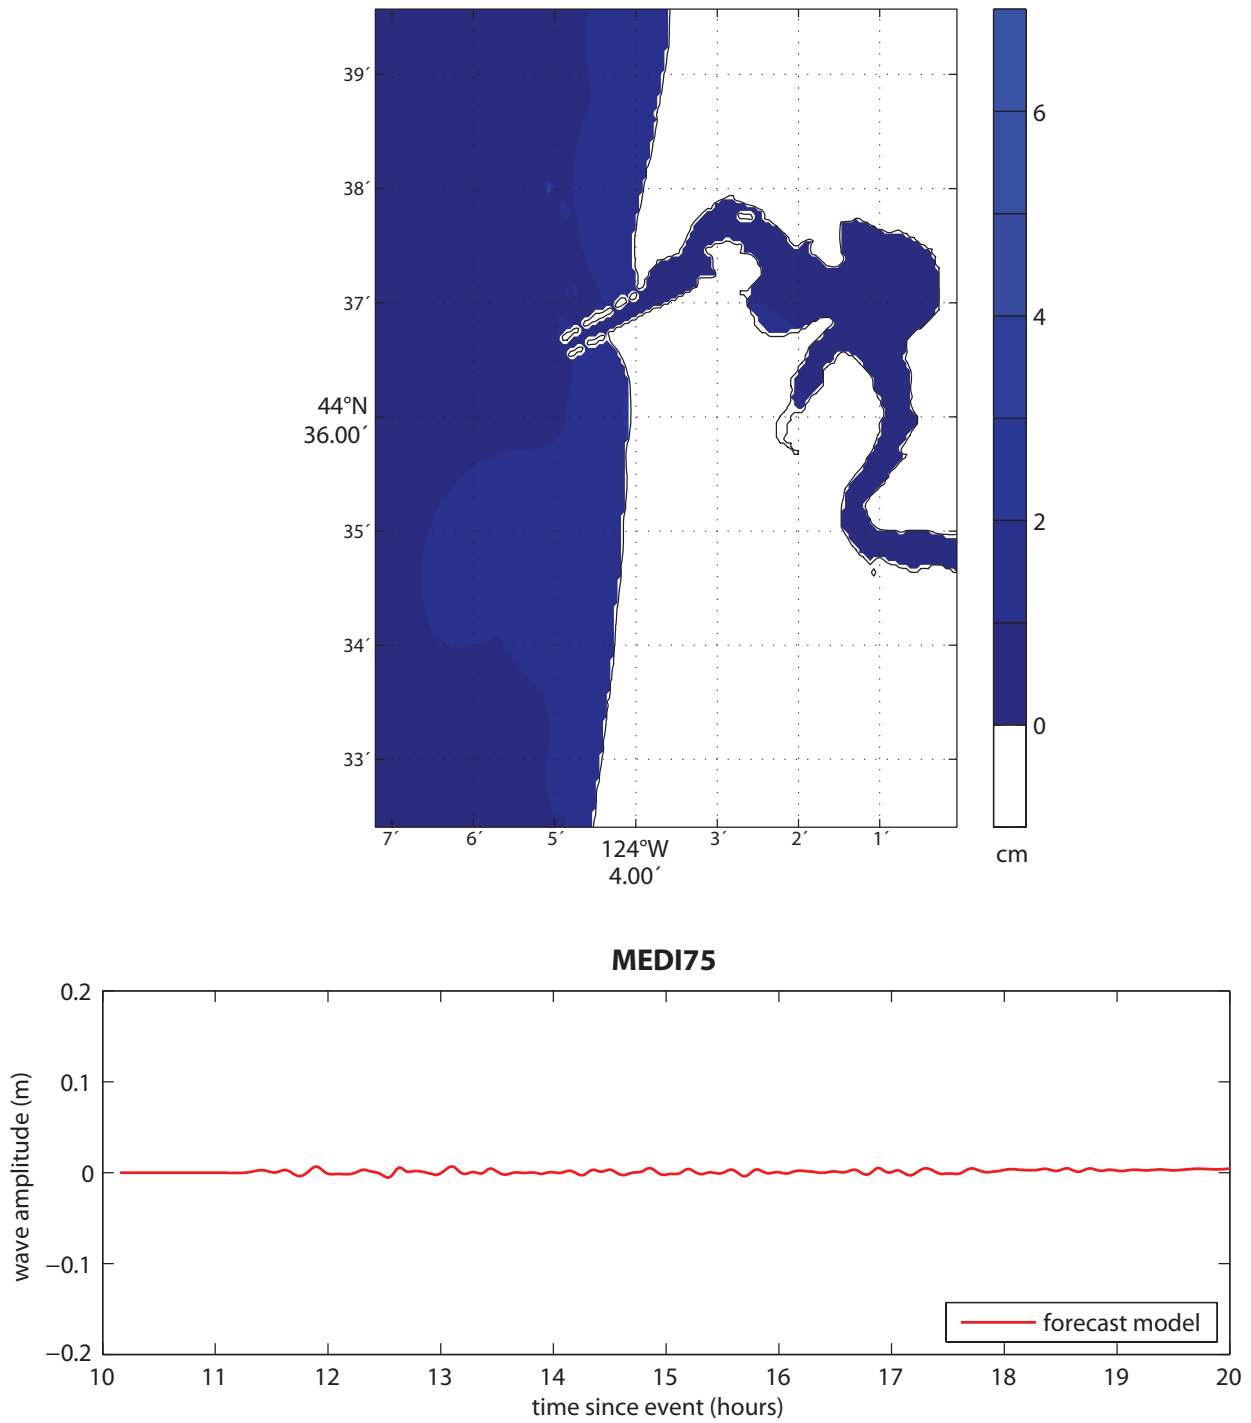 39´
38´
37´
44°N
36.00´
35´
34´
33´
7´ 6´ 5´ 124°W 3´ 2´ 1´
4.00´
6
4
2
0
cm
MEDI75
0.2
0.1
0
−0.1
−0.2
wave amplitude (m)
forecast model
10 11 12 13 14 15 16 17 18 19 20
time since event (hours)